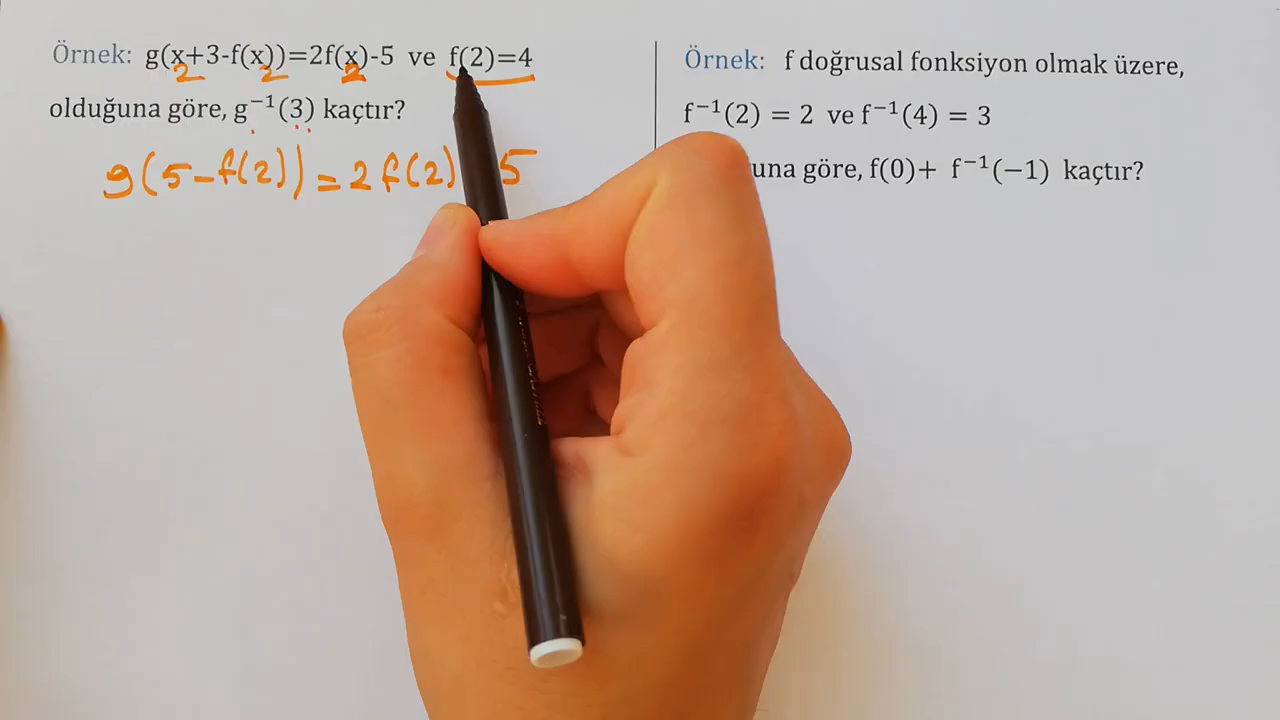 Örnek: g(x+3-f(x))=2f(x)-5 ve f(2)=4
2 2 2
olduğuna göre, g⁻¹(3) kaçtır?
g(5-f(2))=2f(2) 5
Örnek: f doğrusal fonksiyon olmak üzere,
f⁻¹(2) = 2 ve f⁻¹(4) = 3
una göre, f(0)+ f⁻¹(−1) kaçtır?